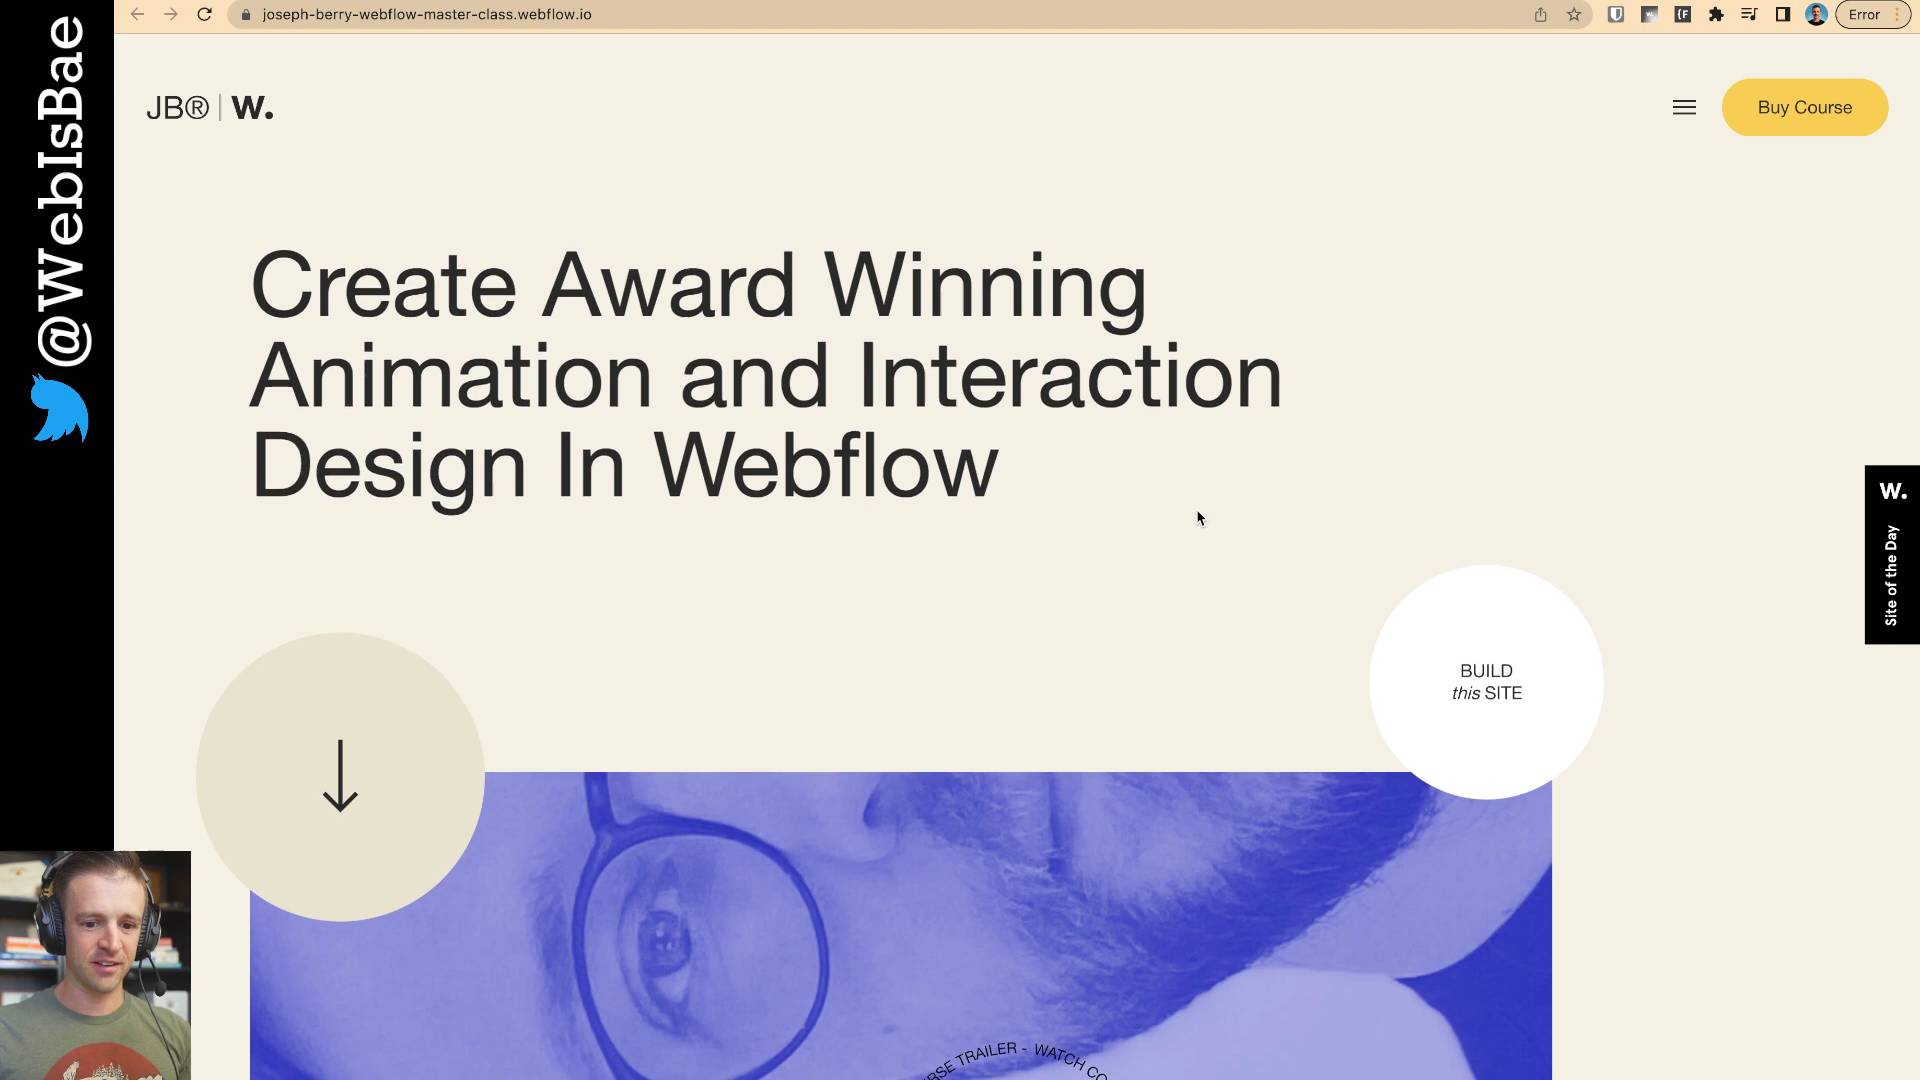 joseph-berry-webflow-master-class.webflow.io
Error
@WebIsBae
JB® | W.
Buy Course
Create Award Winning
Animation and Interaction
Design In Webflow
W.
Site of the Day
BUILD
this SITE
TRAILER - WATCH